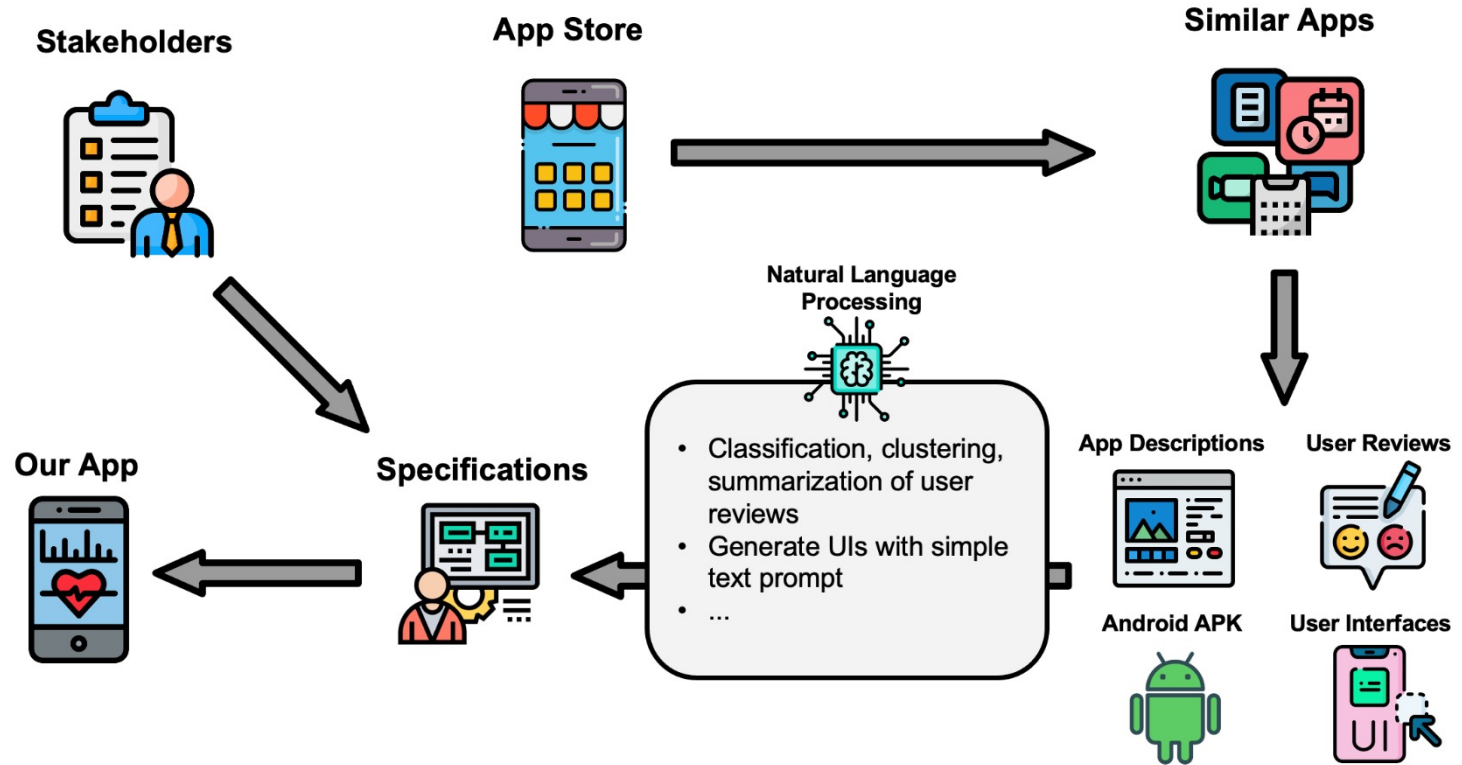 Stakeholders
App Store
Similar Apps
Natural Language
Processing
• Classification, clustering,
summarization of user
reviews
• Generate UIs with simple
text prompt
• ...
App Descriptions
User Reviews
Our App
Specifications
Android APK
User Interfaces
UI